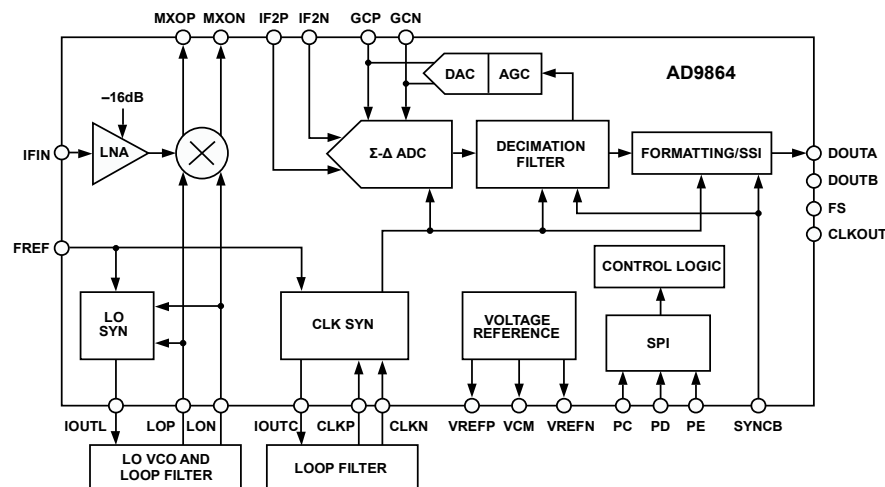 MXOP MXON IF2P IF2N GCP GCN
DAC AGC
AD9864
–16dB
IFIN
LNA
Σ-Δ ADC
DECIMATION
FILTER
FORMATTING/SSI
DOUTA
DOUTB
FS
CLKOUT
FREF
CONTROL LOGIC
LO
SYN
CLK SYN
VOLTAGE
REFERENCE
SPI
IOUTL LOP LON IOUTC CLKP CLKN VREFP VCM VREFN PC PD PE SYNCB
LO VCO AND
LOOP FILTER
LOOP FILTER